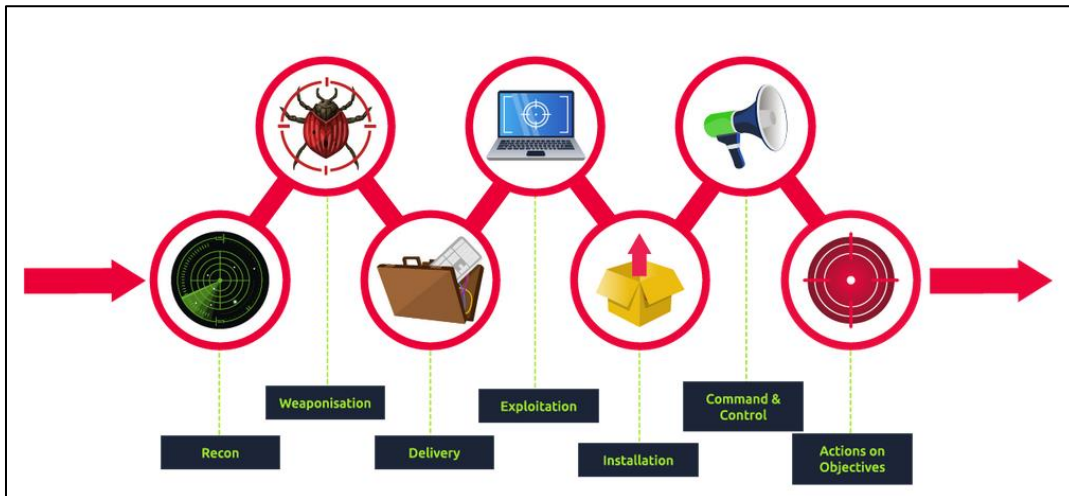 Recon
Weaponisation
Delivery
Exploitation
Installation
Command &
Control
Actions on
Objectives